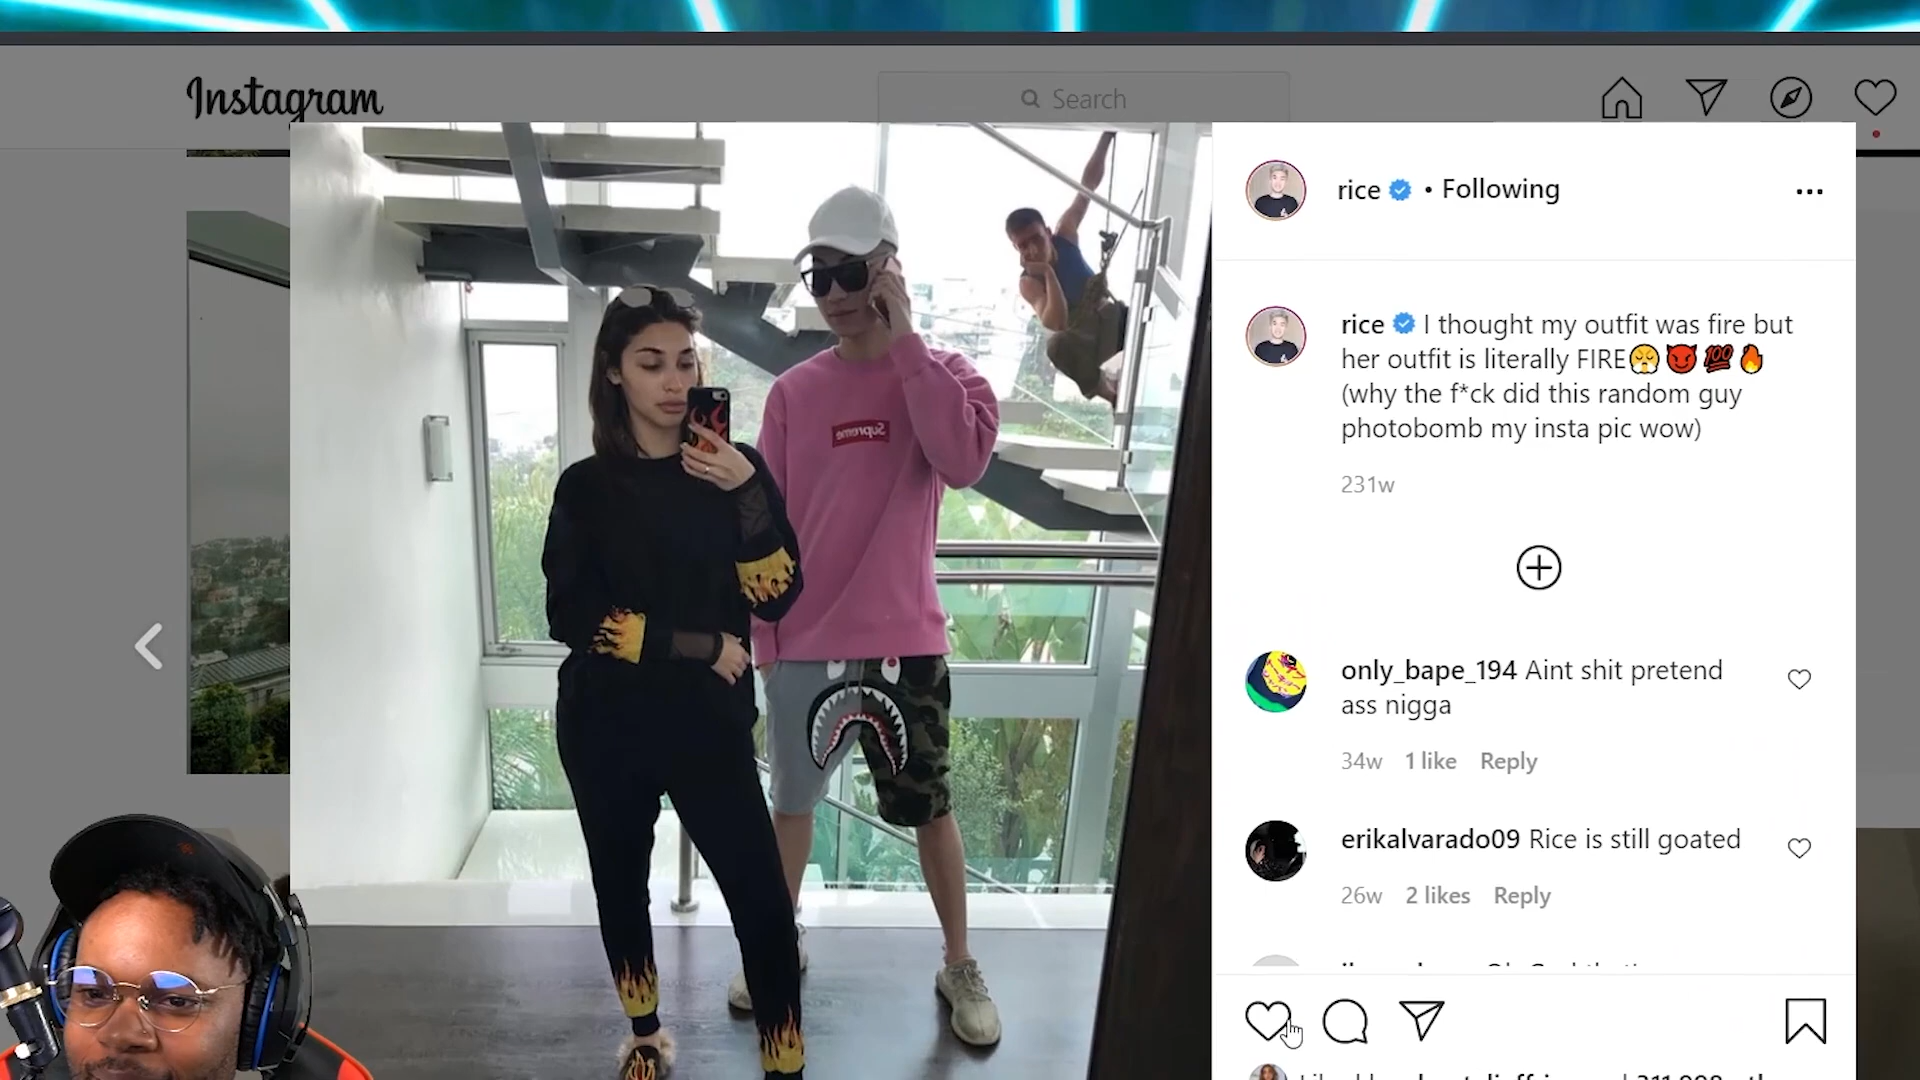 Instagram
Search
rice • Following
rice I thought my outfit was fire but
her outfit is literally FIRE😤😈💯🔥
(why the f*ck did this random guy
photobomb my insta pic wow)
231w
Supreme
only_bape_194 Aint shit pretend
ass nigga
34w 1 like Reply
erikalvarado09 Rice is still goated
26w 2 likes Reply